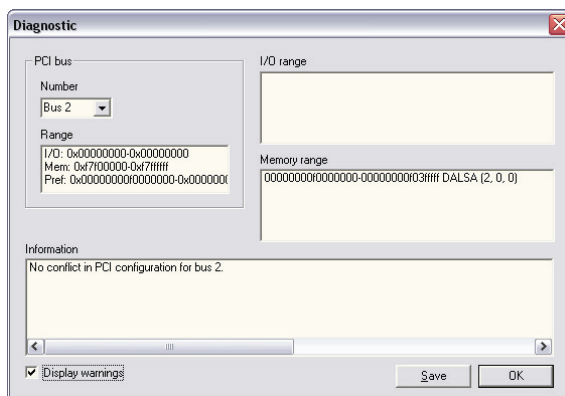 Diagnostic
PCI bus
Number
Bus 2
Range
I/O: 0x00000000-0x00000000
Mem: 0xf7f00000-0xf7ffffff
Pref: 0x00000000f0000000-0x0000000
I/O range
Memory range
00000000f0000000-00000000f03fffff DALSA (2, 0, 0)
Information
No conflict in PCI configuration for bus 2.
Display warnings
Save
OK